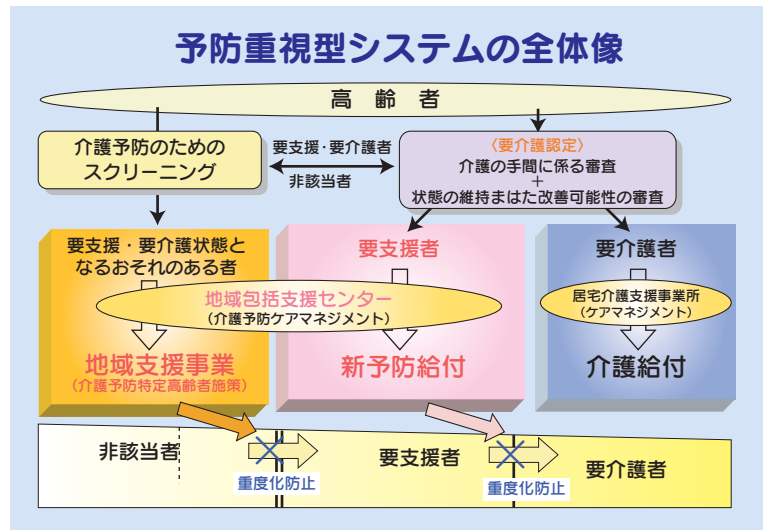 予防重視型システムの全体像
高齢者
介護予防のための
スクリーニング
要支援・要介護者
非該当者
〈要介護認定〉
介護の手間に係る審査
+
状態の維持まはた改善可能性の審査
要支援・要介護状態と
なるおそれのある者
要支援者
要介護者
地域包括支援センター
(介護予防ケアマネジメント)
居宅介護支援事業所
(ケアマネジメント)
地域支援事業
(介護予防特定高齢者施策)
新予防給付
介護給付
非該当者
重度化防止
要支援者
重度化防止
要介護者